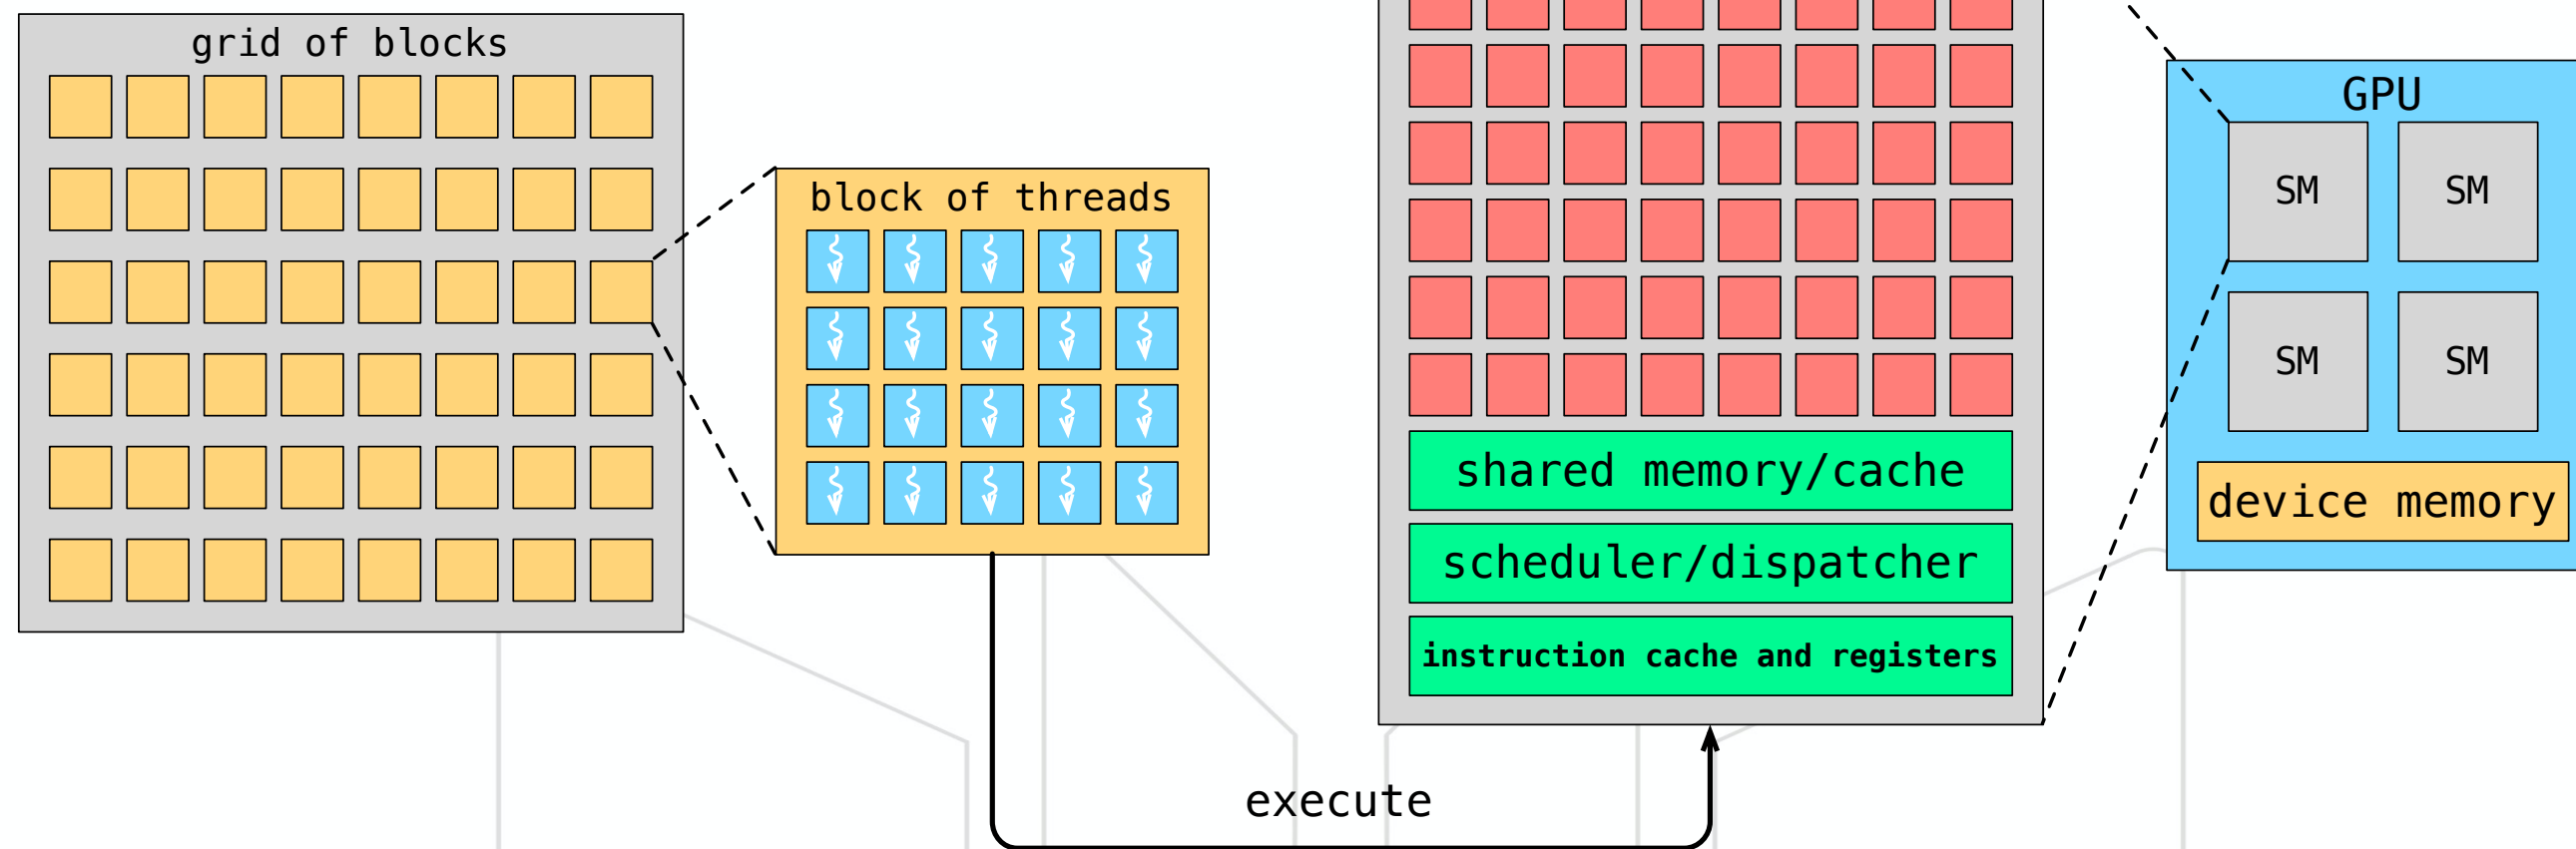 grid of blocks
block of threads
shared memory/cache
scheduler/dispatcher
instruction cache and registers
execute
GPU
SM
SM
SM
SM
device memory